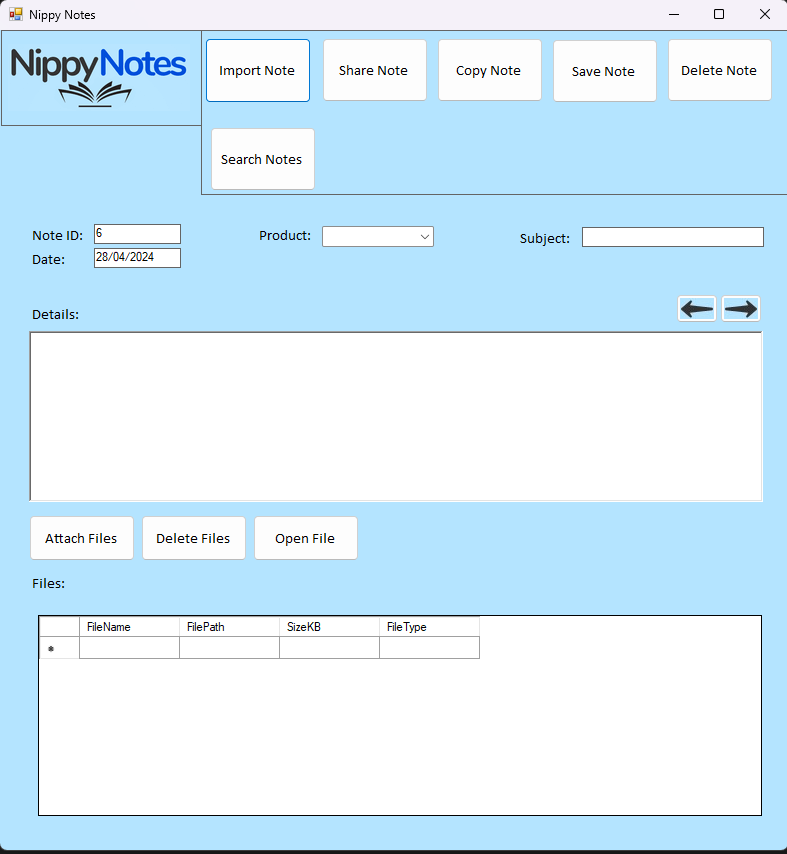 Nippy Notes
NippyNotes
Import Note
Share Note
Copy Note
Save Note
Delete Note
Search Notes
Note ID: 6
Product:
Subject:
Date: 28/04/2024
Details:
Attach Files
Delete Files
Open File
Files:
FileName FilePath SizeKB FileType